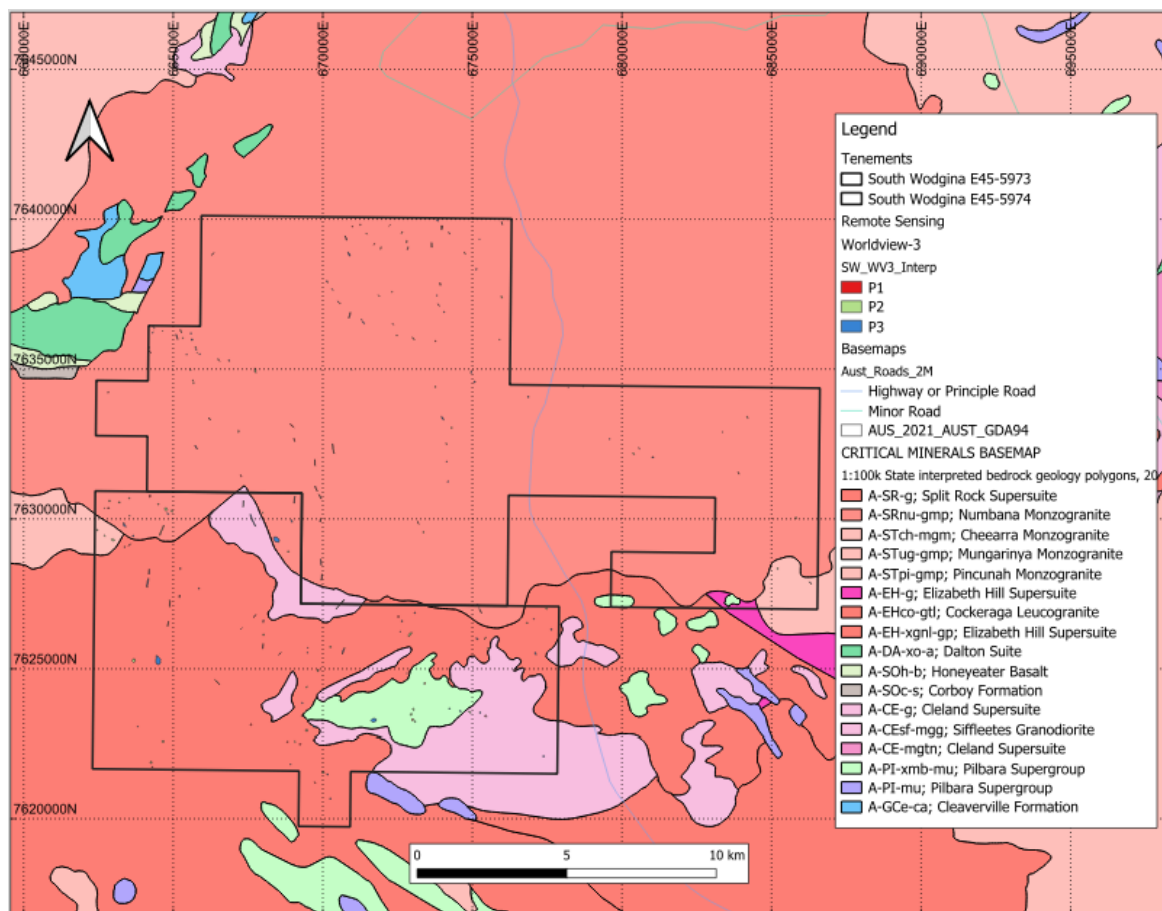 660000E
665000E
670000E
675000E
680000E
685000E
690000E
695000E
7645000N
7640000N
7635000N
7630000N
7625000N
7620000N
Legend
Tenements
South Wodgina E45-5973
South Wodgina E45-5974
Remote Sensing
Worldview-3
SW_WV3_Interp
P1
P2
P3
Basemaps
Aust_Roads_2M
Highway or Principle Road
Minor Road
AUS_2021_AUST_GDA94
CRITICAL MINERALS BASEMAP
1:100k State interpreted bedrock geology polygons, 20
A-SR-g; Split Rock Supersuite
A-SRnu-gmp; Numbana Monzogranite
A-STch-mgm; Cheearra Monzogranite
A-STug-gmp; Mungarinya Monzogranite
A-STpi-gmp; Pincunah Monzogranite
A-EH-g; Elizabeth Hill Supersuite
A-EHco-gtl; Cockeraga Leucogranite
A-EH-xgnl-gp; Elizabeth Hill Supersuite
A-DA-xo-a; Dalton Suite
A-SOh-b; Honeyeater Basalt
A-SOc-s; Corboy Formation
A-CE-g; Cleland Supersuite
A-CEsf-mgg; Siffleetes Granodiorite
A-CE-mgtn; Cleland Supersuite
A-PI-xmb-mu; Pilbara Supergroup
A-PI-mu; Pilbara Supergroup
A-GCe-ca; Cleaverville Formation
0 5 10 km